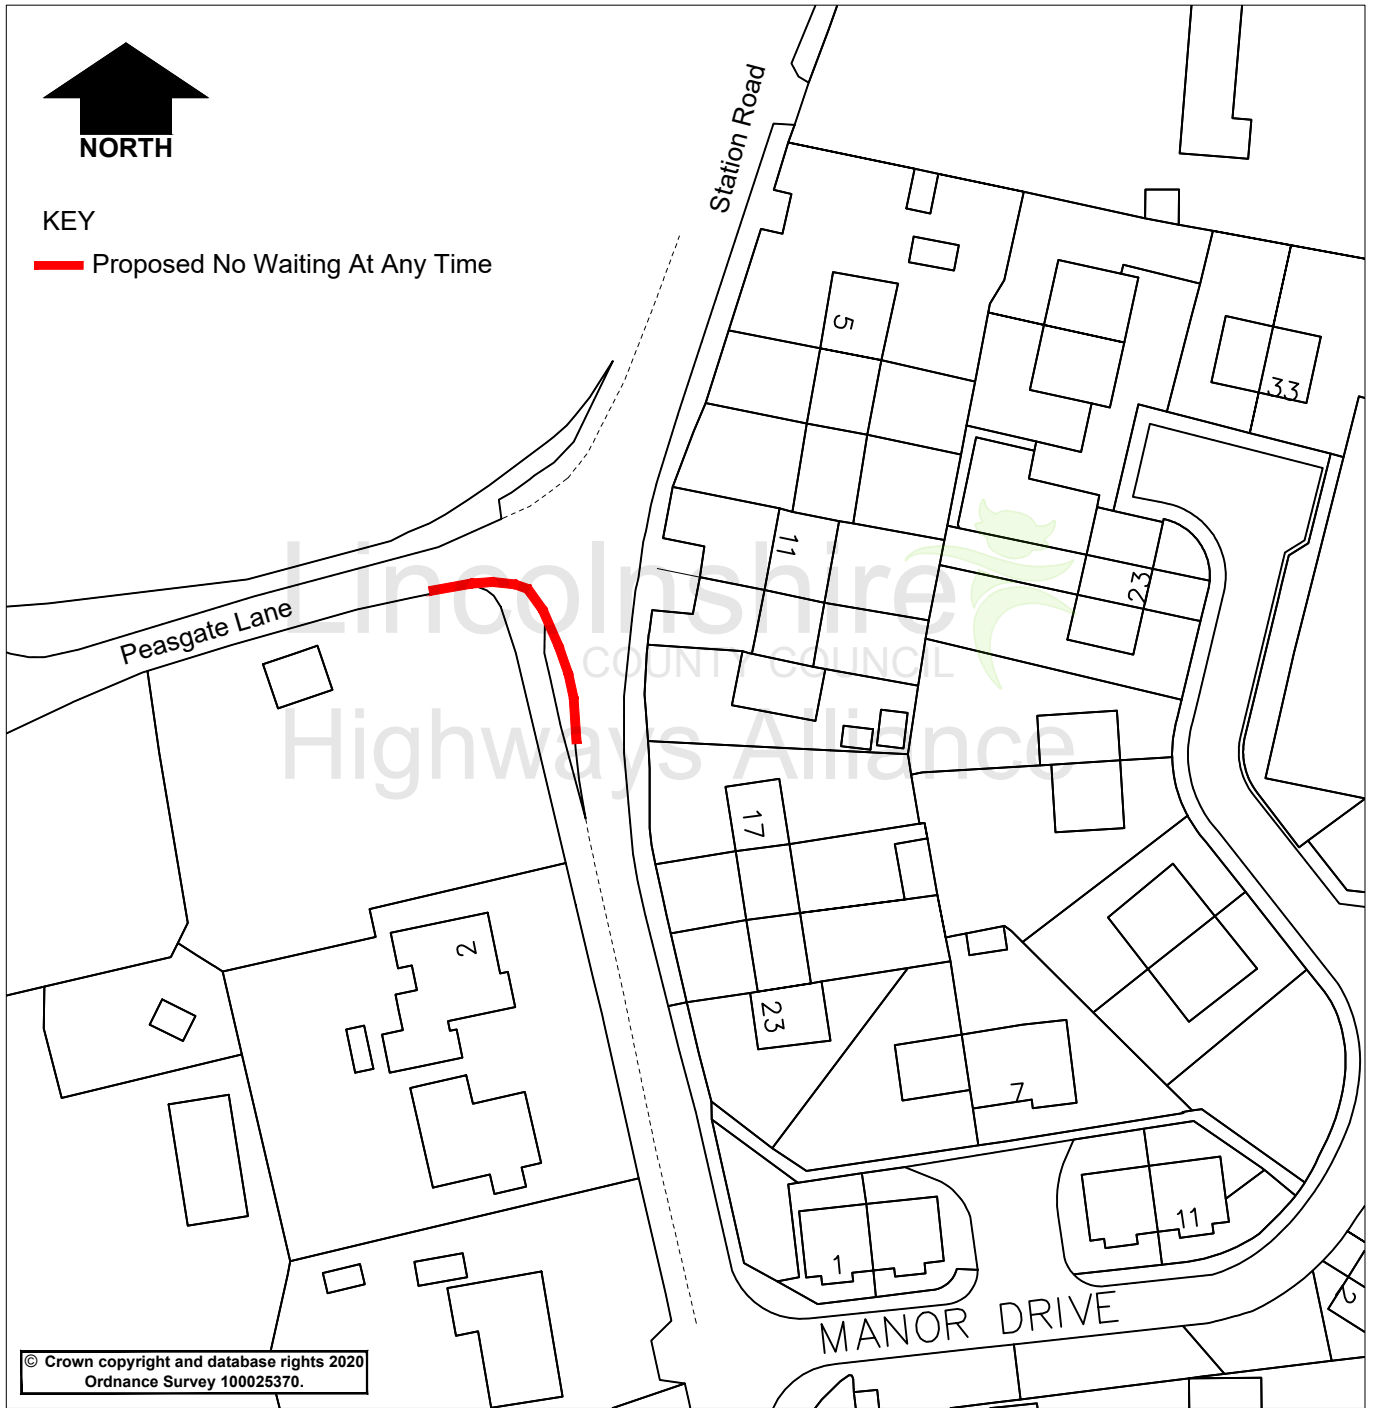 NORTH
KEY
Proposed No Waiting At Any Time
Station Road
5
33
11
23
Lincolnshire
COUNTY COUNCIL
Highways Alliance
Peasgate Lane
17
2
23
7
11
1
2
MANOR DRIVE
© Crown copyright and database rights 2020
Ordnance Survey 100025370.